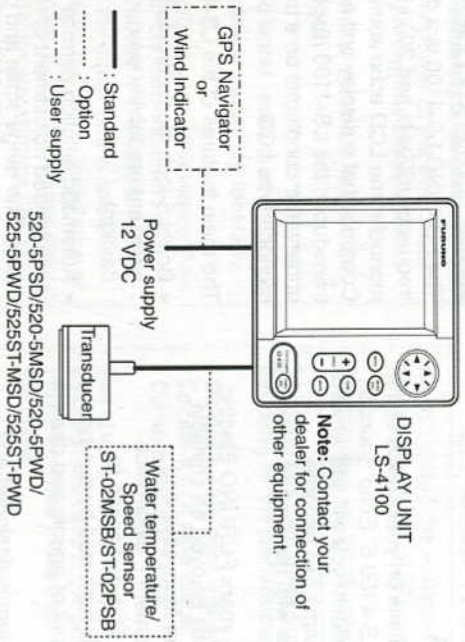 FURUNO
DISPLAY UNIT
LS-4100
Note: Contact your
dealer for connection of
other equipment.
GPS Navigator
or
Wind Indicator
Power supply
12 VDC
Transducer
Water temperature/
Speed sensor
ST-02MSB/ST-02PSB
520-5PSD/520-5MSD/520-5PWD/
525-5PWD/525ST-MSD/525ST-PWD
: Standard
: Option
: User supply